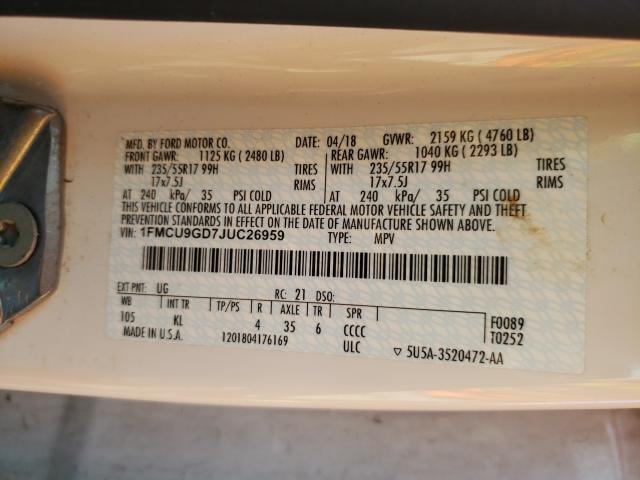 MFD. BY FORD MOTOR CO. DATE: 04/18 GVWR: 2159 KG ( 4760 LB)
FRONT GAWR: 1125 KG ( 2480 LB) REAR GAWR: 1040 KG ( 2293 LB)
WITH 235/55R17 99H TIRES WITH 235/55R17 99H TIRES
17x7.5J RIMS 17x7.5J RIMS
AT 240 kPa/ 35 PSI COLD AT 240 kPa/ 35 PSI COLD
THIS VEHICLE CONFORMS TO ALL APPLICABLE FEDERAL MOTOR VEHICLE SAFETY AND THEFT
PREVENTION STANDARDS IN EFFECT ON THE DATE OF MANUFACTURE SHOWN ABOVE.
VIN: 1FMCU9GD7JUC26959 TYPE: MPV
EXT PNT: UG RC: 21 DSO:
WB INT TR TP/PS R AXLE TR SPR F0089
105 KL 4 35 6 CCCC T0252
MADE IN U.S.A. 1201804176169 ULC ▽ 5U5A-3520472-AA